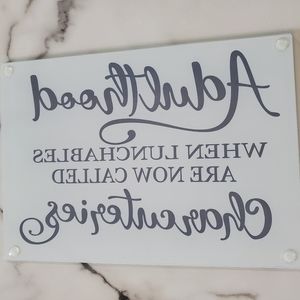 Adulthood
WHEN LUNCHABLES
ARE NOW CALLED
Charcuteries